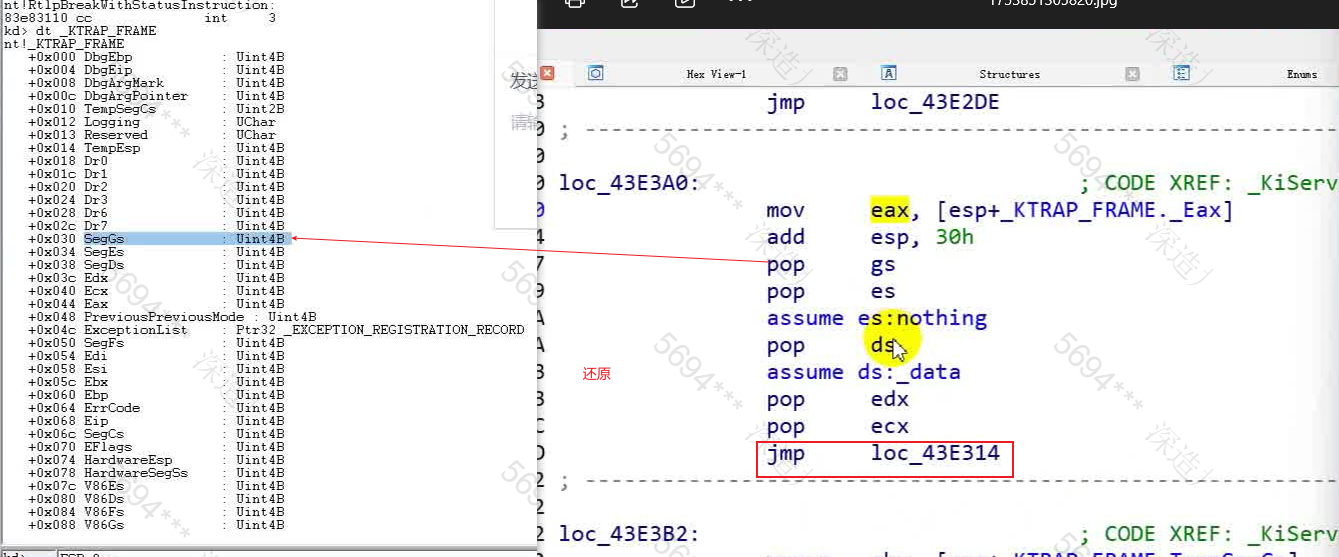 nt!RtlpBreakWithStatusInstruction:
83e83110 cc              int     3
kd> dt _KTRAP_FRAME
nt!_KTRAP_FRAME
+0x000 DbgEbp : Uint4B
+0x004 DbgEip : Uint4B
+0x008 DbgArgMark : Uint4B
+0x00c DbgArgPointer : Uint4B
+0x010 TempSegCs : Uint2B
+0x012 Logging : UChar
+0x013 Reserved : UChar
+0x014 TempEsp : Uint4B
+0x018 Dr0 : Uint4B
+0x01c Dr1 : Uint4B
+0x020 Dr2 : Uint4B
+0x024 Dr3 : Uint4B
+0x028 Dr6 : Uint4B
+0x02c Dr7 : Uint4B
+0x030 SegGs : Uint4B
+0x034 SegEs : Uint4B
+0x038 SegDs : Uint4B
+0x03c Edx : Uint4B
+0x040 Ecx : Uint4B
+0x044 Eax : Uint4B
+0x048 PreviousPreviousMode : Uint4B
+0x04c ExceptionList : Ptr32 _EXCEPTION_REGISTRATION_RECORD
+0x050 SegFs : Uint4B
+0x054 Edi : Uint4B
+0x058 Esi : Uint4B
+0x05c Ebx : Uint4B
+0x060 Ebp : Uint4B
+0x064 ErrCode : Uint4B
+0x068 Eip : Uint4B
+0x06c SegCs : Uint4B
+0x070 EFlags : Uint4B
+0x074 HardwareEsp : Uint4B
+0x078 HardwareSegSs : Uint4B
+0x07c V86Es : Uint4B
+0x080 V86Ds : Uint4B
+0x084 V86Fs : Uint4B
+0x088 V86Gs : Uint4B
发送
Hex View-1 Structures Enums
jmp loc_43E2DE
; ---------------------------------------------------------
loc_43E3A0: ; CODE XREF: _KiServ
mov eax, [esp+_KTRAP_FRAME._Eax]
add esp, 30h
pop gs
pop es
assume es:nothing
pop ds
还原
assume ds:_data
pop edx
pop ecx
jmp loc_43E314
; ---------------------------------------------------------
loc_43E3B2: ; CODE XREF: _KiServ
5694****
深造